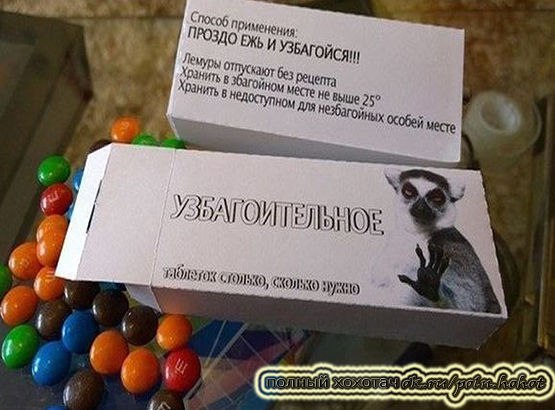 Способ применения:
ПРОЗДО ЕЖЬ И УЗБАГОЙСЯ!!!
Лемуры отпускают без рецепта
Хранить в збагойном месте не выше 25°
Хранить в недоступном для незбагойных особей месте
УЗБАГОИТЕЛЬНОЕ
таблеток столько, сколько нужно
полный хохотач ok.ru/poln.hohot